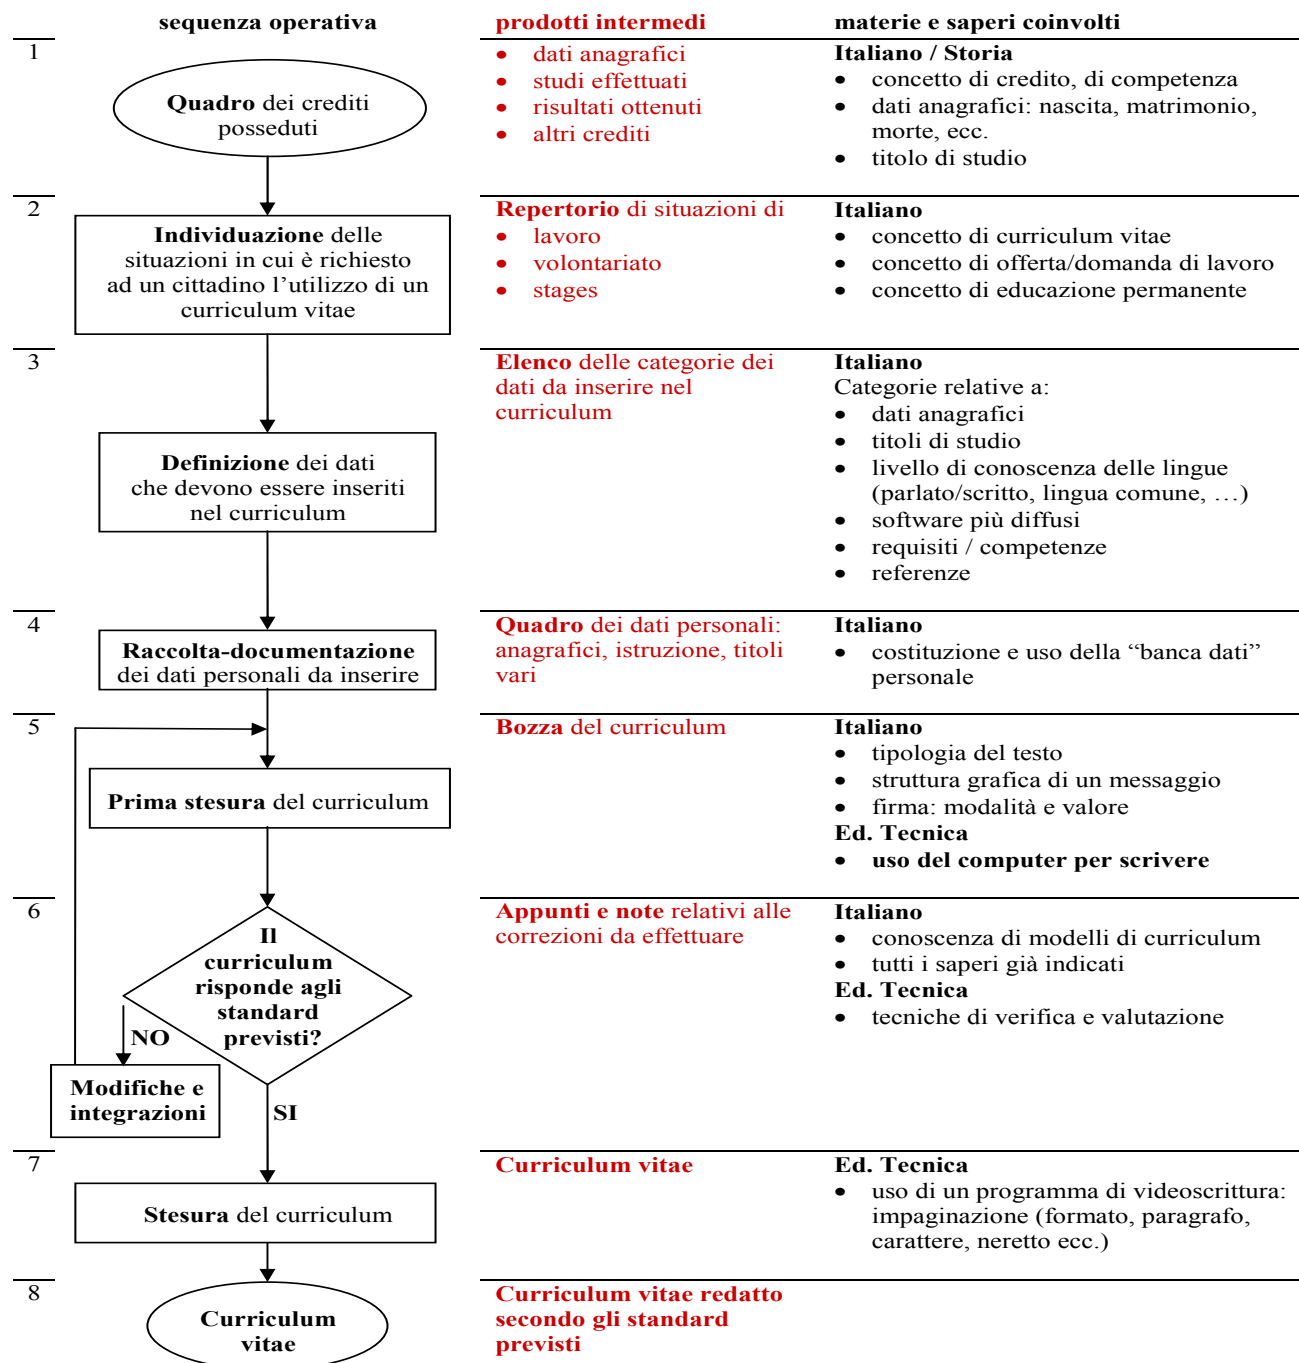 sequenza operativa
prodotti intermedi
materie e saperi coinvolti
1
Quadro dei crediti
posseduti
• dati anagrafici
• studi effettuati
• risultati ottenuti
• altri crediti
Italiano / Storia
• concetto di credito, di competenza
• dati anagrafici: nascita, matrimonio,
morte, ecc.
• titolo di studio
2
Individuazione delle
situazioni in cui è richiesto
ad un cittadino l’utilizzo di un
curriculum vitae
Repertorio di situazioni di
• lavoro
• volontariato
• stages
Italiano
• concetto di curriculum vitae
• concetto di offerta/domanda di lavoro
• concetto di educazione permanente
3
Definizione dei dati
che devono essere inseriti
nel curriculum
Elenco delle categorie dei
dati da inserire nel
curriculum
Italiano
Categorie relative a:
• dati anagrafici
• titoli di studio
• livello di conoscenza delle lingue
(parlato/scritto, lingua comune, …)
• software più diffusi
• requisiti / competenze
• referenze
4
Raccolta-documentazione
dei dati personali da inserire
Quadro dei dati personali:
anagrafici, istruzione, titoli
vari
Italiano
• costituzione e uso della “banca dati”
personale
5
Prima stesura del curriculum
Bozza del curriculum
Italiano
• tipologia del testo
• struttura grafica di un messaggio
• firma: modalità e valore
Ed. Tecnica
• uso del computer per scrivere
6
Il
curriculum
risponde agli
standard
previsti?
NO
Modifiche e
integrazioni
SI
Appunti e note relativi alle
correzioni da effettuare
Italiano
• conoscenza di modelli di curriculum
• tutti i saperi già indicati
Ed. Tecnica
• tecniche di verifica e valutazione
7
Stesura del curriculum
Curriculum vitae
Ed. Tecnica
• uso di un programma di videoscrittura:
impaginazione (formato, paragrafo,
carattere, neretto ecc.)
8
Curriculum
vitae
Curriculum vitae redatto
secondo gli standard
previsti